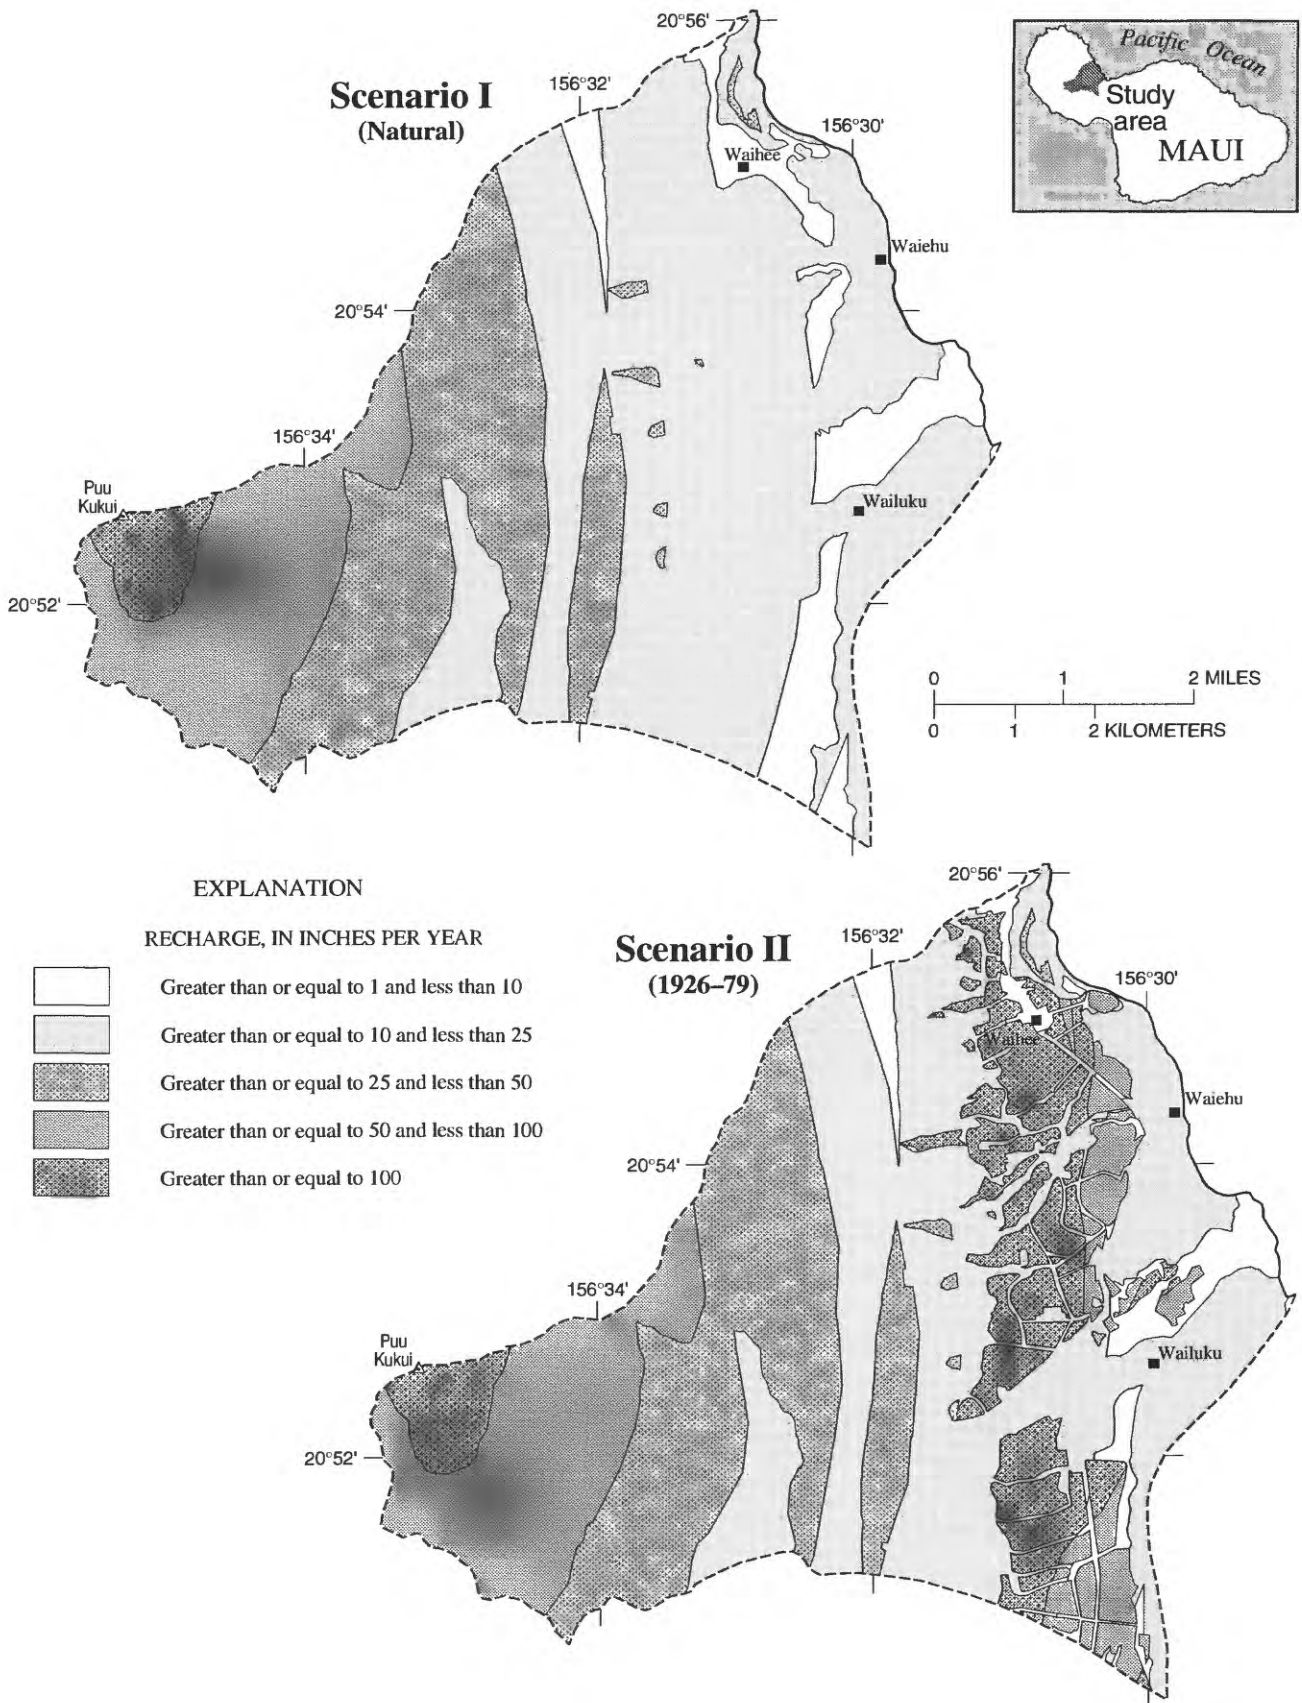 20°56'
Pacific Ocean
Study
area
MAUI
Scenario I
(Natural)
156°32'
156°30'
Waihee
Waiehu
20°54'
156°34'
Puu
Kukui
Wailuku
20°52'
0 1 2 MILES
0 1 2 KILOMETERS
EXPLANATION
RECHARGE, IN INCHES PER YEAR
Greater than or equal to 1 and less than 10
Greater than or equal to 10 and less than 25
Greater than or equal to 25 and less than 50
Greater than or equal to 50 and less than 100
Greater than or equal to 100
20°56'
Scenario II
(1926–79)
156°32'
156°30'
Waihee
Waiehu
20°54'
156°34'
Puu
Kukui
Wailuku
20°52'